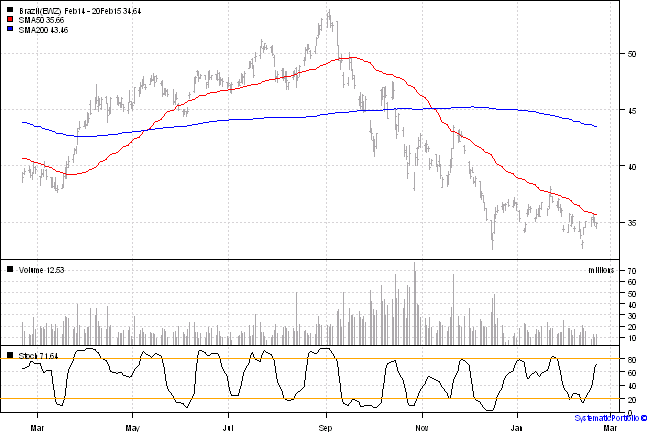 Brazil(EWZ) Feb14 - 20Feb15 34.64
SMA50 35.66
SMA200 43.46
50
45
40
35
Volume 12.53
millions
70
60
50
40
30
20
10
Stoch 71.64
80
60
40
20
0
Mar May Jul Sep Nov Jan Mar
SystematicPortfolio ©